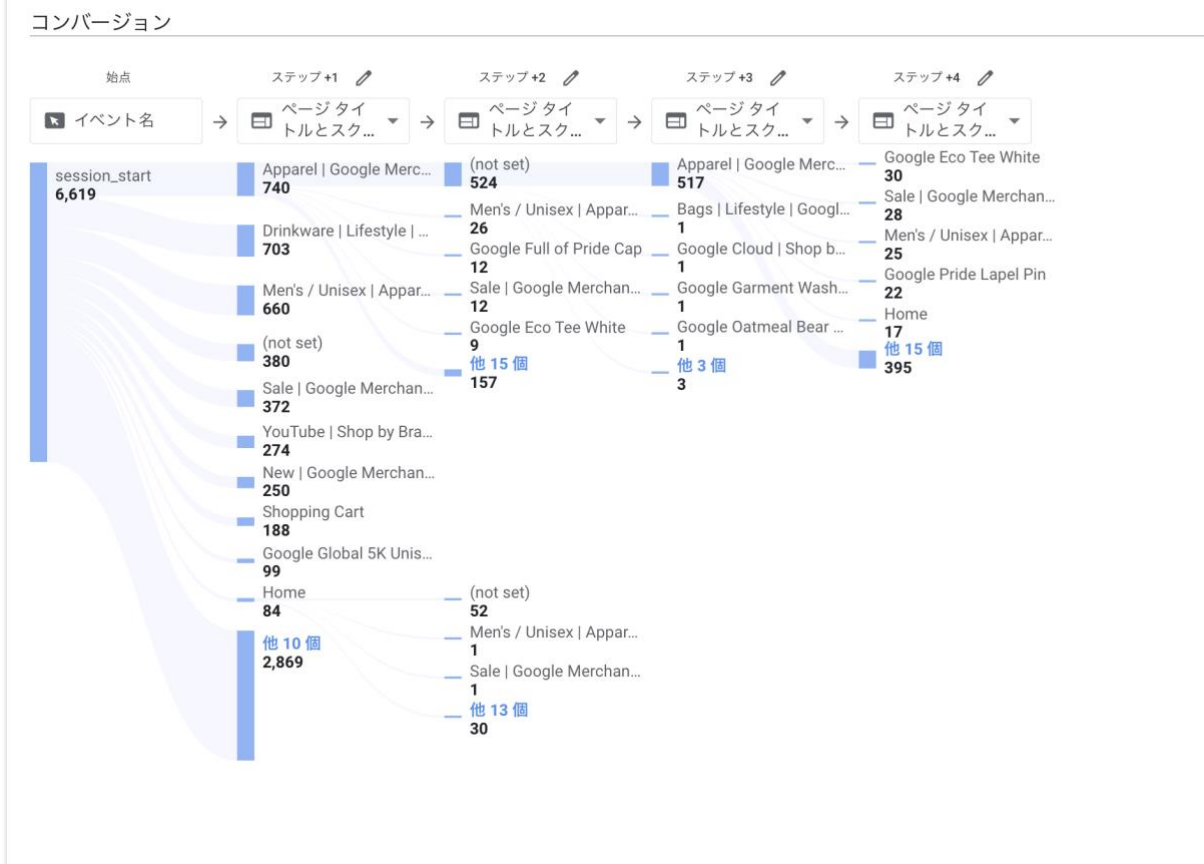 コンバージョン
始点
ステップ +1
ステップ +2
ステップ +3
ステップ +4
イベント名
ページ タイ
トルとスク...
ページ タイ
トルとスク...
ページ タイ
トルとスク...
ページ タイ
トルとスク...
session_start
6,619
Apparel | Google Merc...
740
Drinkware | Lifestyle | ...
703
Men's / Unisex | Appar...
660
(not set)
380
Sale | Google Merchan...
372
YouTube | Shop by Bra...
274
New | Google Merchan...
250
Shopping Cart
188
Google Global 5K Unis...
99
Home
84
他 10 個
2,869
(not set)
524
Men's / Unisex | Appar...
26
Google Full of Pride Cap
12
Sale | Google Merchan...
12
Google Eco Tee White
9
他 15 個
157
(not set)
52
Men's / Unisex | Appar...
1
Sale | Google Merchan...
1
他 13 個
30
Apparel | Google Merc...
517
Bags | Lifestyle | Googl...
1
Google Cloud | Shop b...
1
Google Garment Wash...
1
Google Oatmeal Bear ...
1
他 3 個
3
Google Eco Tee White
30
Sale | Google Merchan...
28
Men's / Unisex | Appar...
25
Google Pride Lapel Pin
22
Home
17
他 15 個
395